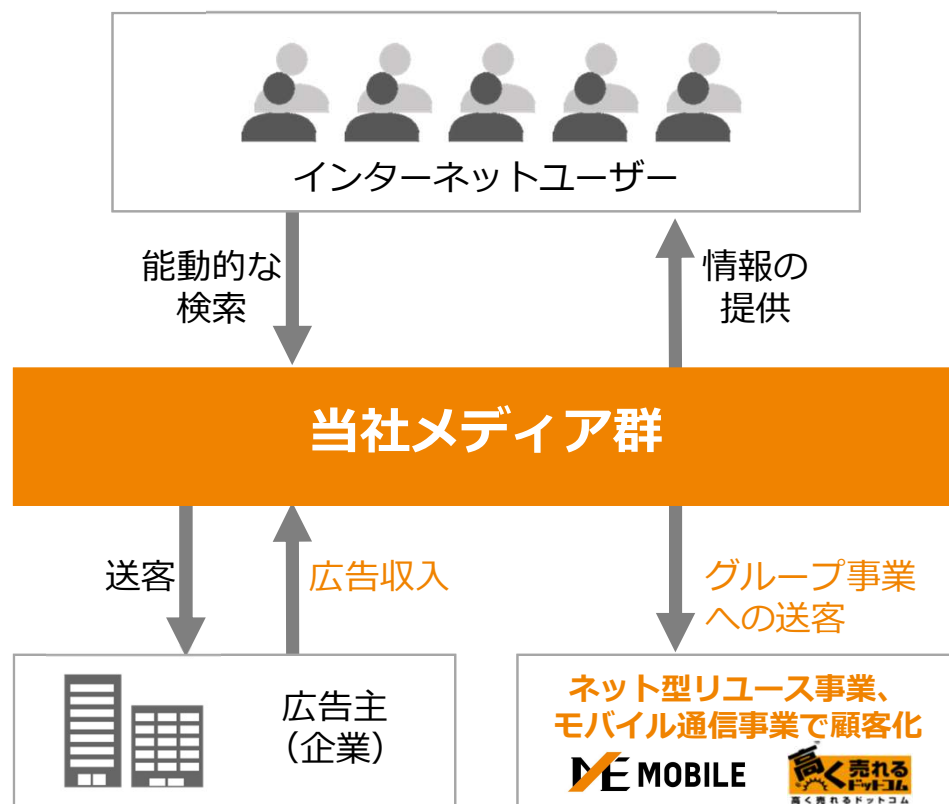 インターネットユーザー
能動的な
検索
情報の
提供
当社メディア群
送客
広告収入
グループ事業
への送客
広告主
（企業）
ネット型リユース事業、
モバイル通信事業で顧客化
ME MOBILE
高く売れる
ドットコム
高く売れるドットコム